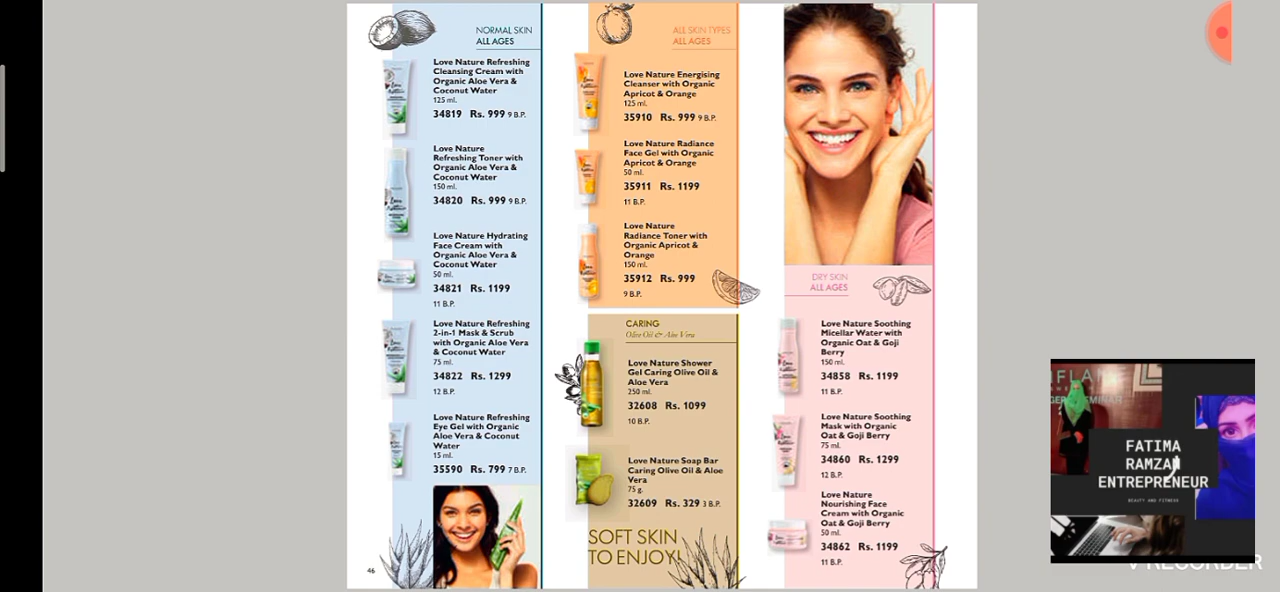 NORMAL SKIN
ALL AGES
Love Nature Refreshing
Cleansing Cream with
Organic Aloe Vera &
Coconut Water
125 ml.
34819 Rs. 999 9 B.P.
Love Nature
Refreshing Toner with
Organic Aloe Vera &
Coconut Water
150 ml.
34820 Rs. 999 9 B.P.
Love Nature Hydrating
Face Cream with
Organic Aloe Vera &
Coconut Water
50 ml.
34821 Rs. 1199
11 B.P.
Love Nature Refreshing
2-in-1 Mask & Scrub
with Organic Aloe Vera
& Coconut Water
75 ml.
34822 Rs. 1299
12 B.P.
Love Nature Refreshing
Eye Gel with Organic
Aloe Vera & Coconut
Water
15 ml.
35590 Rs. 799 7 B.P.
46
ALL SKIN TYPES
ALL AGES
Love Nature Energising
Cleanser with Organic
Apricot & Orange
125 ml.
35910 Rs. 999 9 B.P.
Love Nature Radiance
Face Gel with Organic
Apricot & Orange
50 ml.
35911 Rs. 1199
11 B.P.
Love Nature
Radiance Toner with
Organic Apricot &
Orange
150 ml.
35912 Rs. 999
9 B.P.
CARING
Olive Oil & Aloe Vera
Love Nature Shower
Gel Caring Olive Oil &
Aloe Vera
250 ml.
32608 Rs. 1099
10 B.P.
Love Nature Soap Bar
Caring Olive Oil & Aloe
Vera
75 g.
32609 Rs. 329 3 B.P.
SOFT SKIN
TO ENJOY!
DRY SKIN
ALL AGES
Love Nature Soothing
Micellar Water with
Organic Oat & Goji
Berry
150 ml.
34858 Rs. 1199
11 B.P.
Love Nature Soothing
Mask with Organic
Oat & Goji Berry
75 ml.
34860 Rs. 1299
12 B.P.
Love Nature
Nourishing Face
Cream with Organic
Oat & Goji Berry
50 ml.
34862 Rs. 1199
11 B.P.
FATIMA
RAMZAN
ENTREPRENEUR
BEAUTY AND FITNESS
V RECORDER